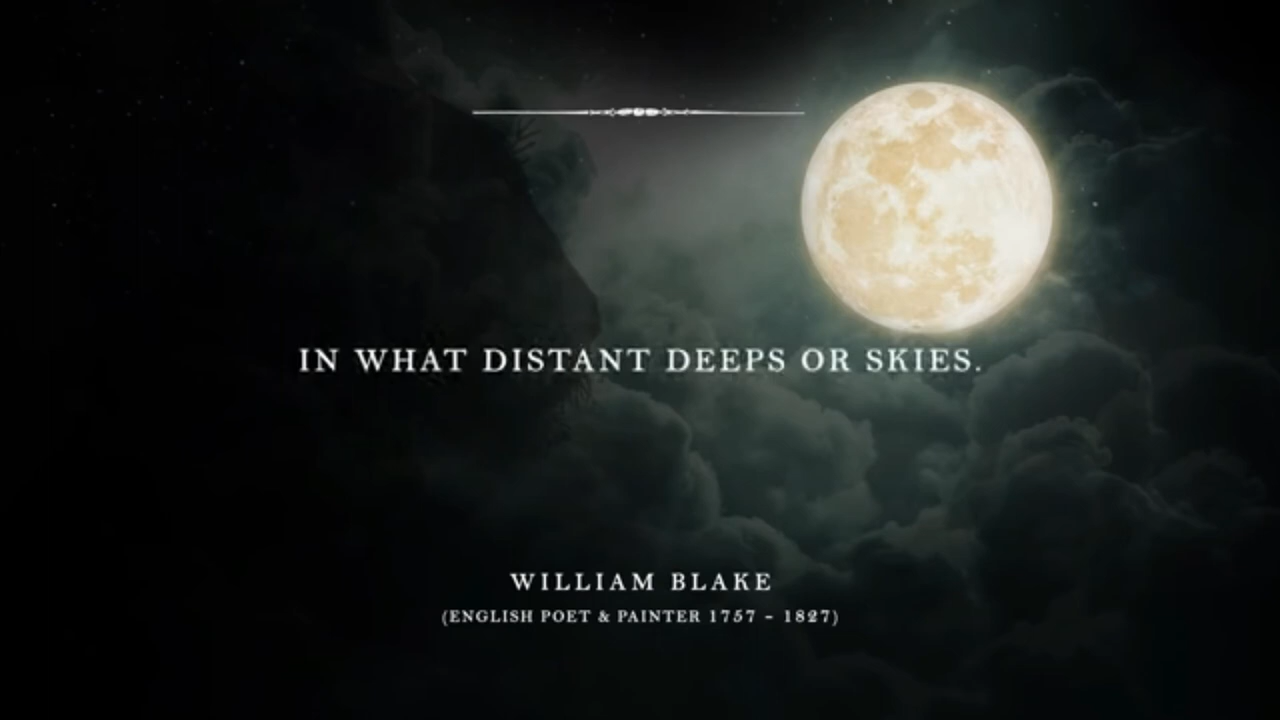 IN WHAT DISTANT DEEPS OR SKIES.
WILLIAM BLAKE
(ENGLISH POET & PAINTER 1757 - 1827)